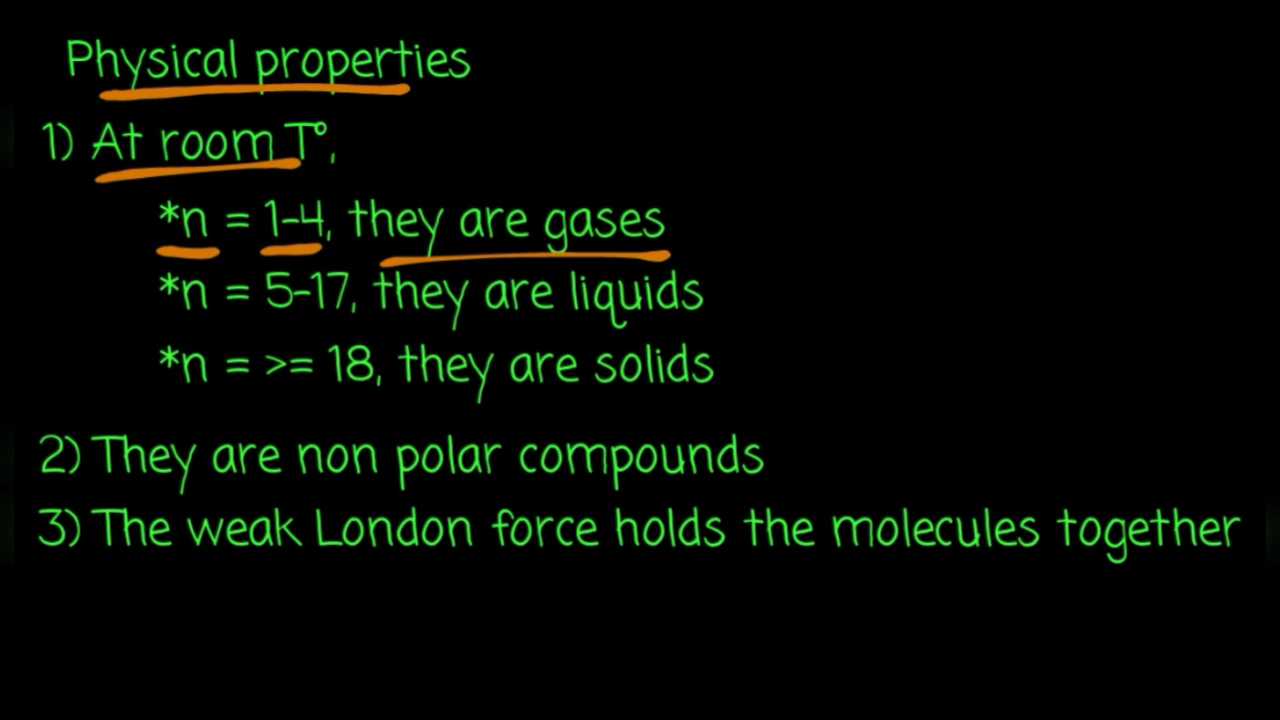 Physical properties
1) At room T°,
*n = 1-4, they are gases
*n = 5-17, they are liquids
*n = >= 18, they are solids
2) They are non polar compounds
3) The weak London force holds the molecules together